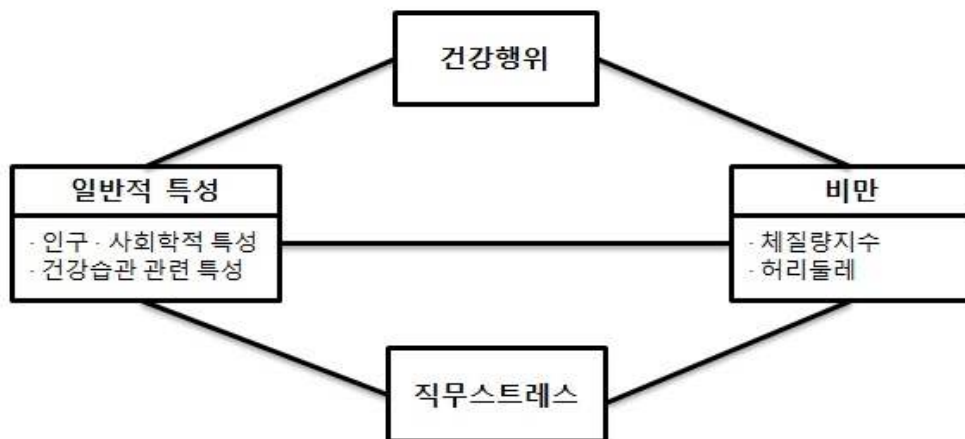 건강행위
일반적 특성
· 인구 · 사회학적 특성
· 건강습관 관련 특성
비만
· 체질량지수
· 허리둘레
직무스트레스